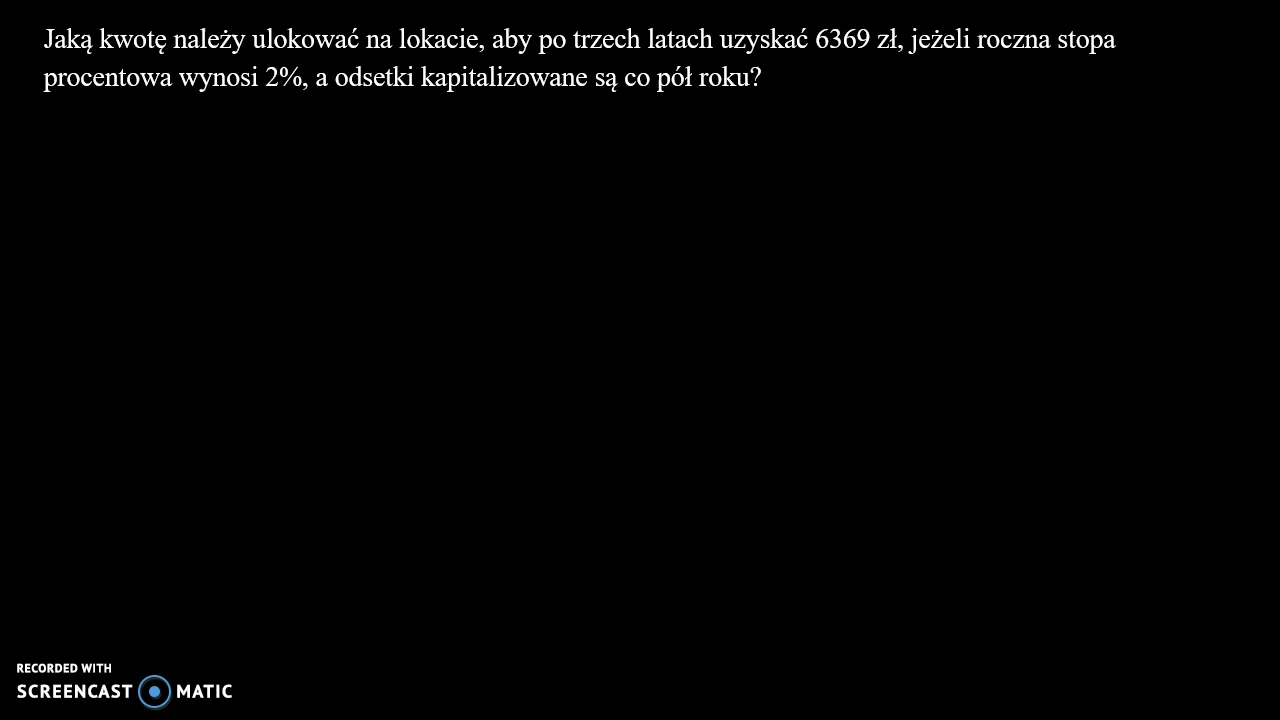 Jaką kwotę należy ulokować na lokacie, aby po trzech latach uzyskać 6369 zł, jeżeli roczna stopa
procentowa wynosi 2%, a odsetki kapitalizowane są co pół roku?
RECORDED WITH
SCREENCAST MATIC